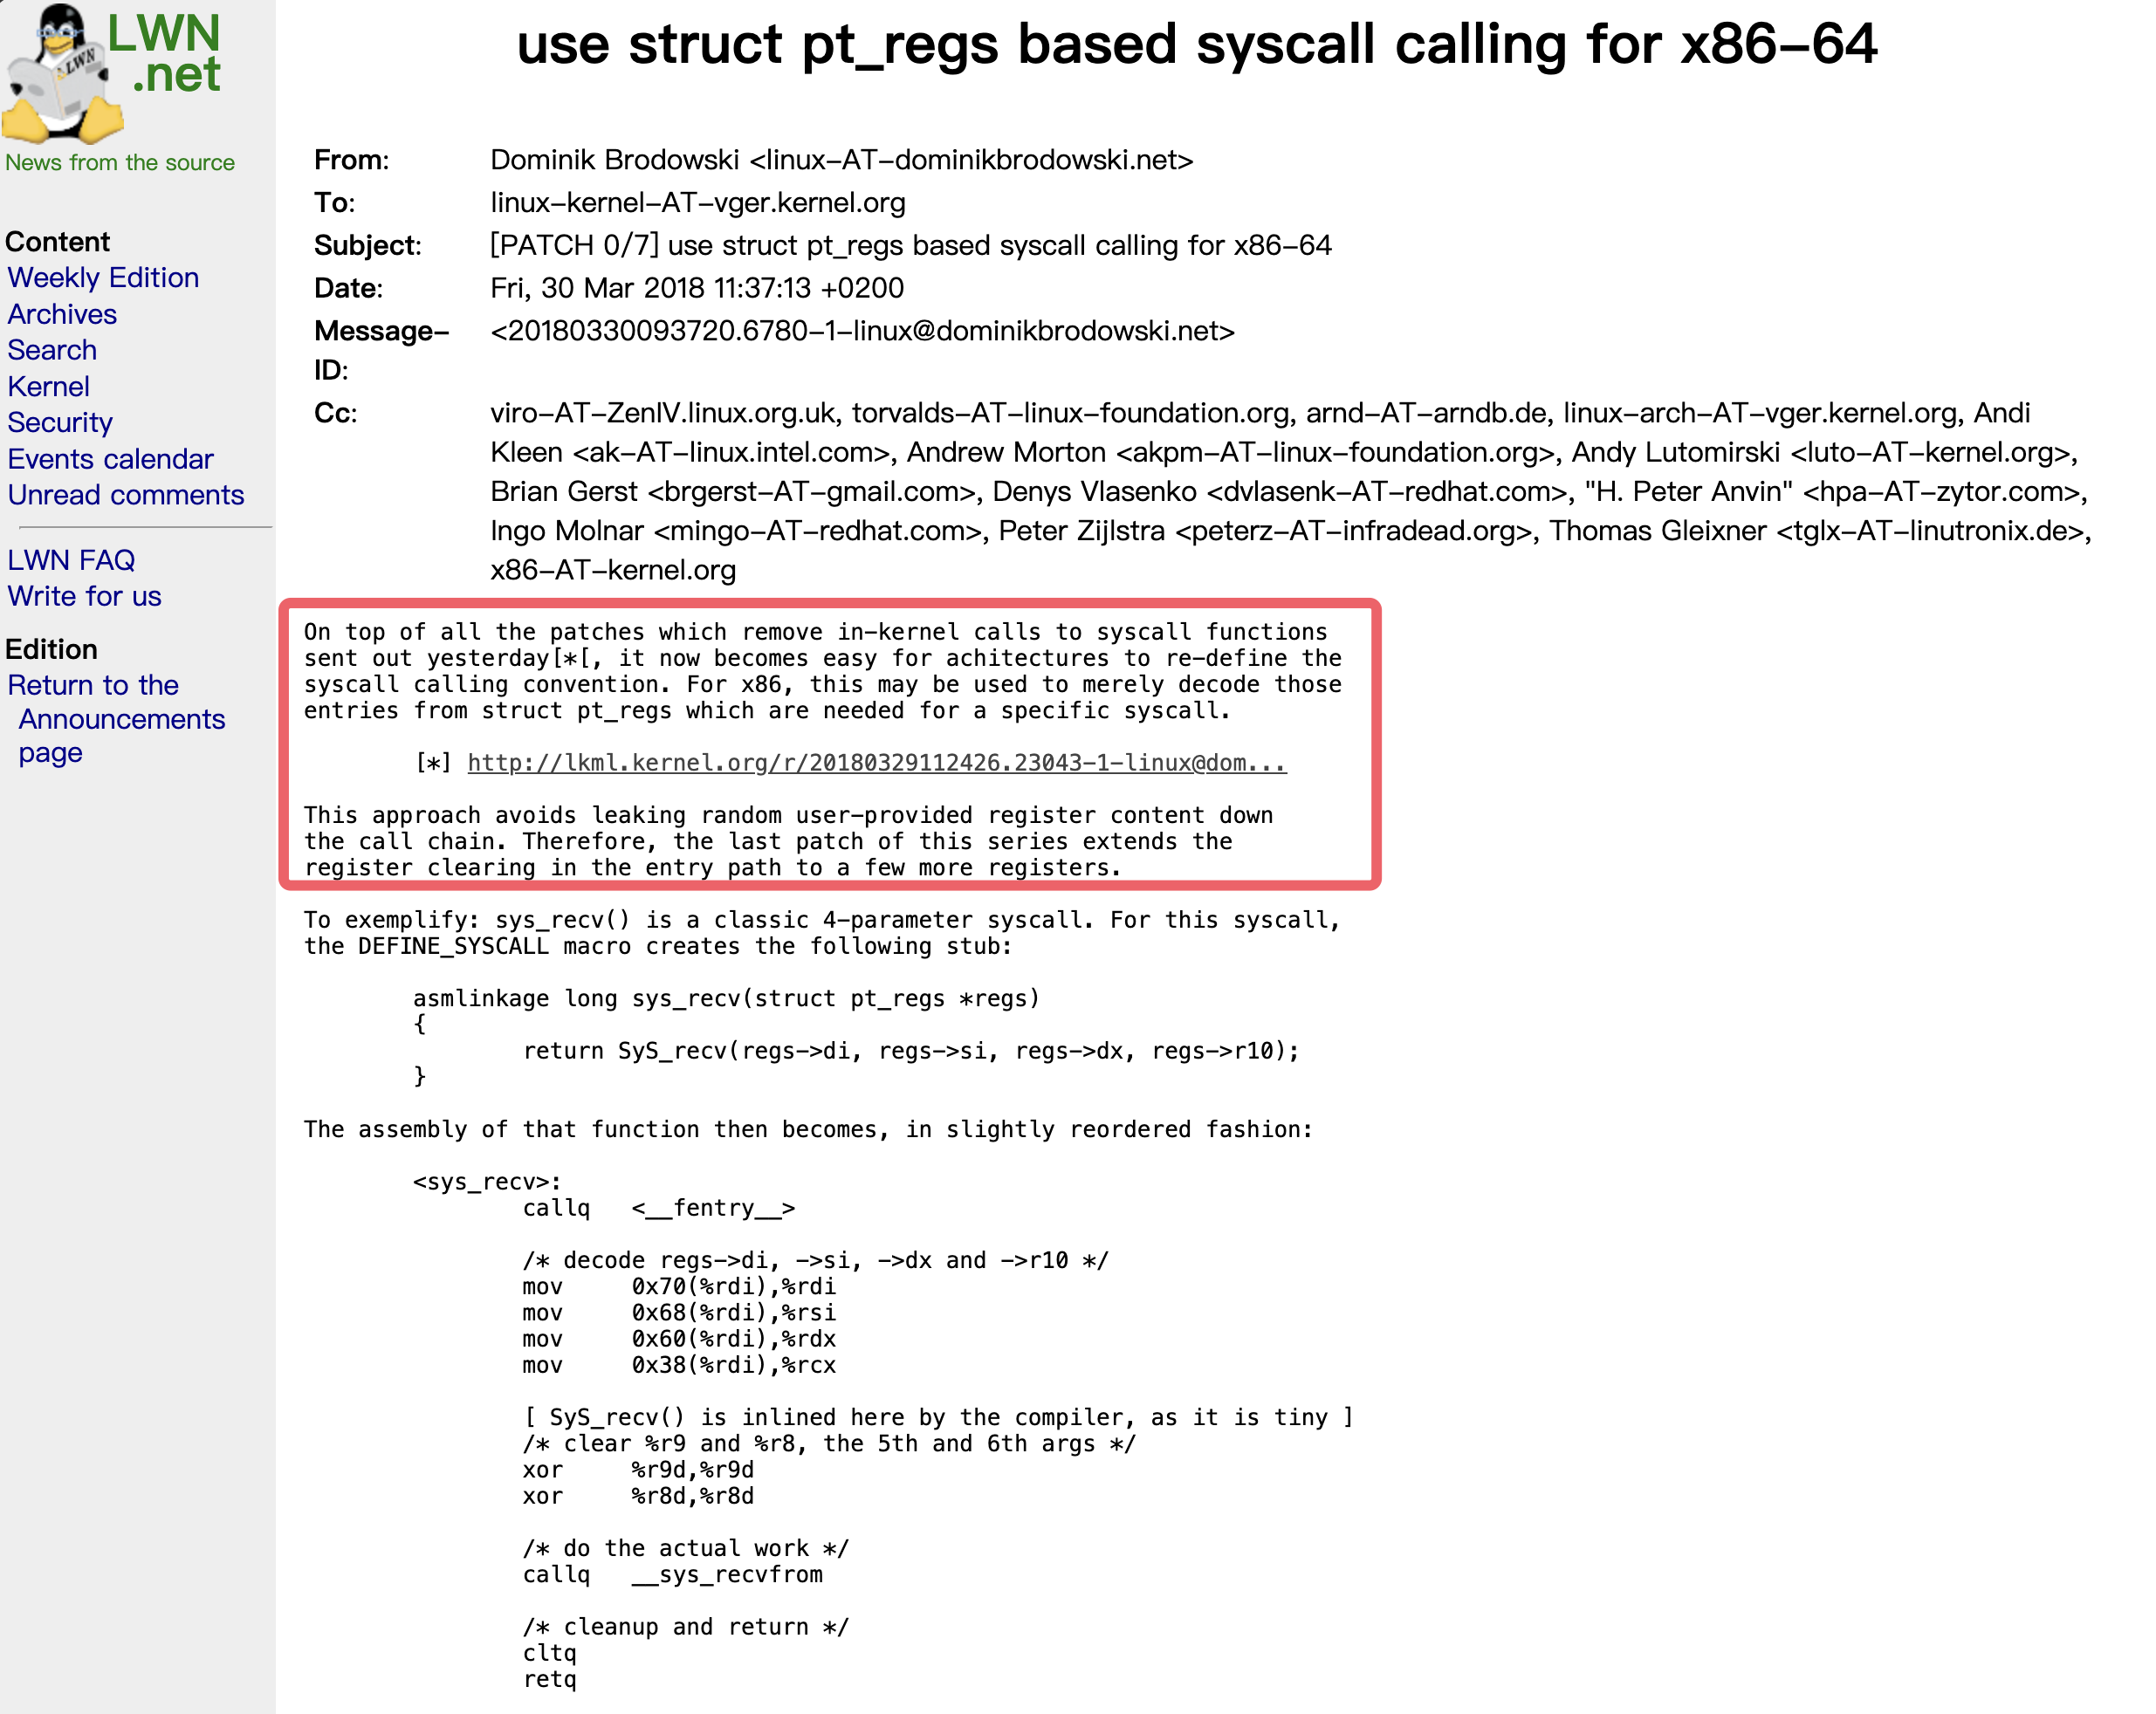 LWN
.net
LWN
News from the source
Content
Weekly Edition
Archives
Search
Kernel
Security
Events calendar
Unread comments
LWN FAQ
Write for us
Edition
Return to the
Announcements
page
use struct pt_regs based syscall calling for x86-64
From: Dominik Brodowski <linux-AT-dominikbrodowski.net>
To: linux-kernel-AT-vger.kernel.org
Subject: [PATCH 0/7] use struct pt_regs based syscall calling for x86-64
Date: Fri, 30 Mar 2018 11:37:13 +0200
Message- <20180330093720.6780-1-linux@dominikbrodowski.net>
ID:
Cc: viro-AT-ZenIV.linux.org.uk, torvalds-AT-linux-foundation.org, arnd-AT-arndb.de, linux-arch-AT-vger.kernel.org, Andi
Kleen <ak-AT-linux.intel.com>, Andrew Morton <akpm-AT-linux-foundation.org>, Andy Lutomirski <luto-AT-kernel.org>,
Brian Gerst <brgerst-AT-gmail.com>, Denys Vlasenko <dvlasenk-AT-redhat.com>, "H. Peter Anvin" <hpa-AT-zytor.com>,
Ingo Molnar <mingo-AT-redhat.com>, Peter Zijlstra <peterz-AT-infradead.org>, Thomas Gleixner <tglx-AT-linutronix.de>,
x86-AT-kernel.org
On top of all the patches which remove in-kernel calls to syscall functions
sent out yesterday[*[, it now becomes easy for achitectures to re-define the
syscall calling convention. For x86, this may be used to merely decode those
entries from struct pt_regs which are needed for a specific syscall.
[*] http://lkml.kernel.org/r/20180329112426.23043-1-linux@dom...
This approach avoids leaking random user-provided register content down
the call chain. Therefore, the last patch of this series extends the
register clearing in the entry path to a few more registers.
To exemplify: sys_recv() is a classic 4-parameter syscall. For this syscall,
the DEFINE_SYSCALL macro creates the following stub:
asmlinkage long sys_recv(struct pt_regs *regs)
{
return SyS_recv(regs->di, regs->si, regs->dx, regs->r10);
}
The assembly of that function then becomes, in slightly reordered fashion:
<sys_recv>:
callq <__fentry__>
/* decode regs->di, ->si, ->dx and ->r10 */
mov 0x70(%rdi),%rdi
mov 0x68(%rdi),%rsi
mov 0x60(%rdi),%rdx
mov 0x38(%rdi),%rcx
[ SyS_recv() is inlined here by the compiler, as it is tiny ]
/* clear %r9 and %r8, the 5th and 6th args */
xor %r9d,%r9d
xor %r8d,%r8d
/* do the actual work */
callq __sys_recvfrom
/* cleanup and return */
cltq
retq